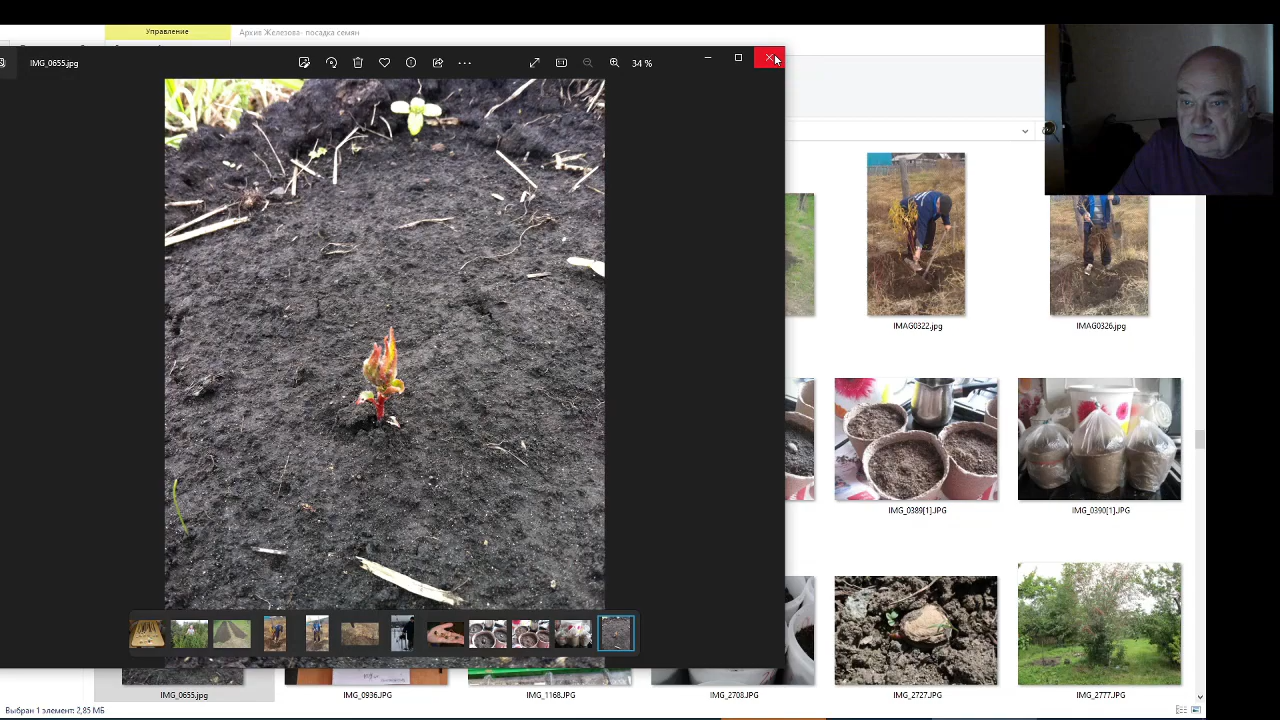 Управление
Архив Железова- посадка семян
IMG_0655.jpg
34 %
IMAG0322.jpg
IMAG0326.jpg
IMG_0389[1].JPG
IMG_0390[1].JPG
IMG_0655.jpg
IMG_0936.JPG
IMG_1168.JPG
IMG_2708.JPG
IMG_2727.JPG
IMG_2777.JPG
Выбран 1 элемент: 2,85 МБ